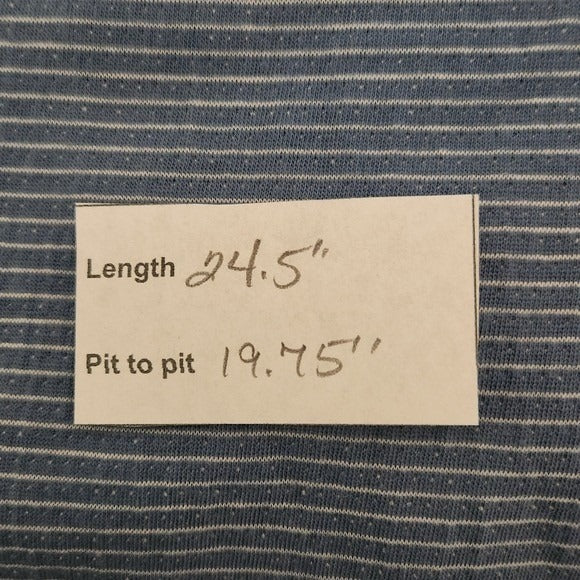 Length 24.5"
Pit to pit 19.75''